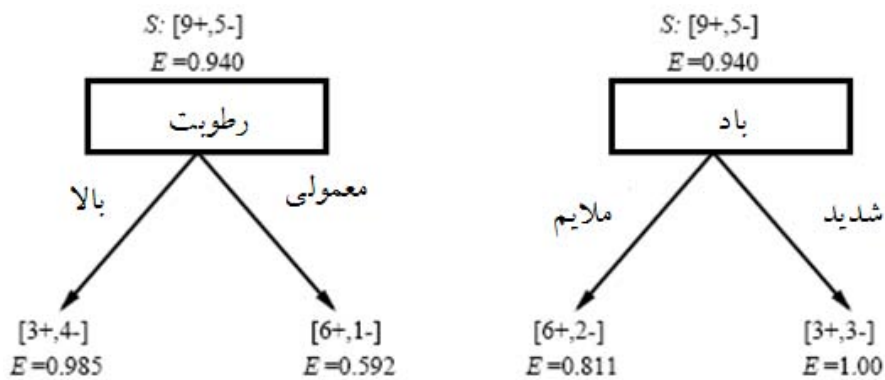 S: [9+,5-]
E=0.940
رطوبت
بالا
معمولی
[3+,4-]
E=0.985
[6+,1-]
E=0.592
S: [9+,5-]
E=0.940
باد
ملایم
شدید
[6+,2-]
E=0.811
[3+,3-]
E=1.00